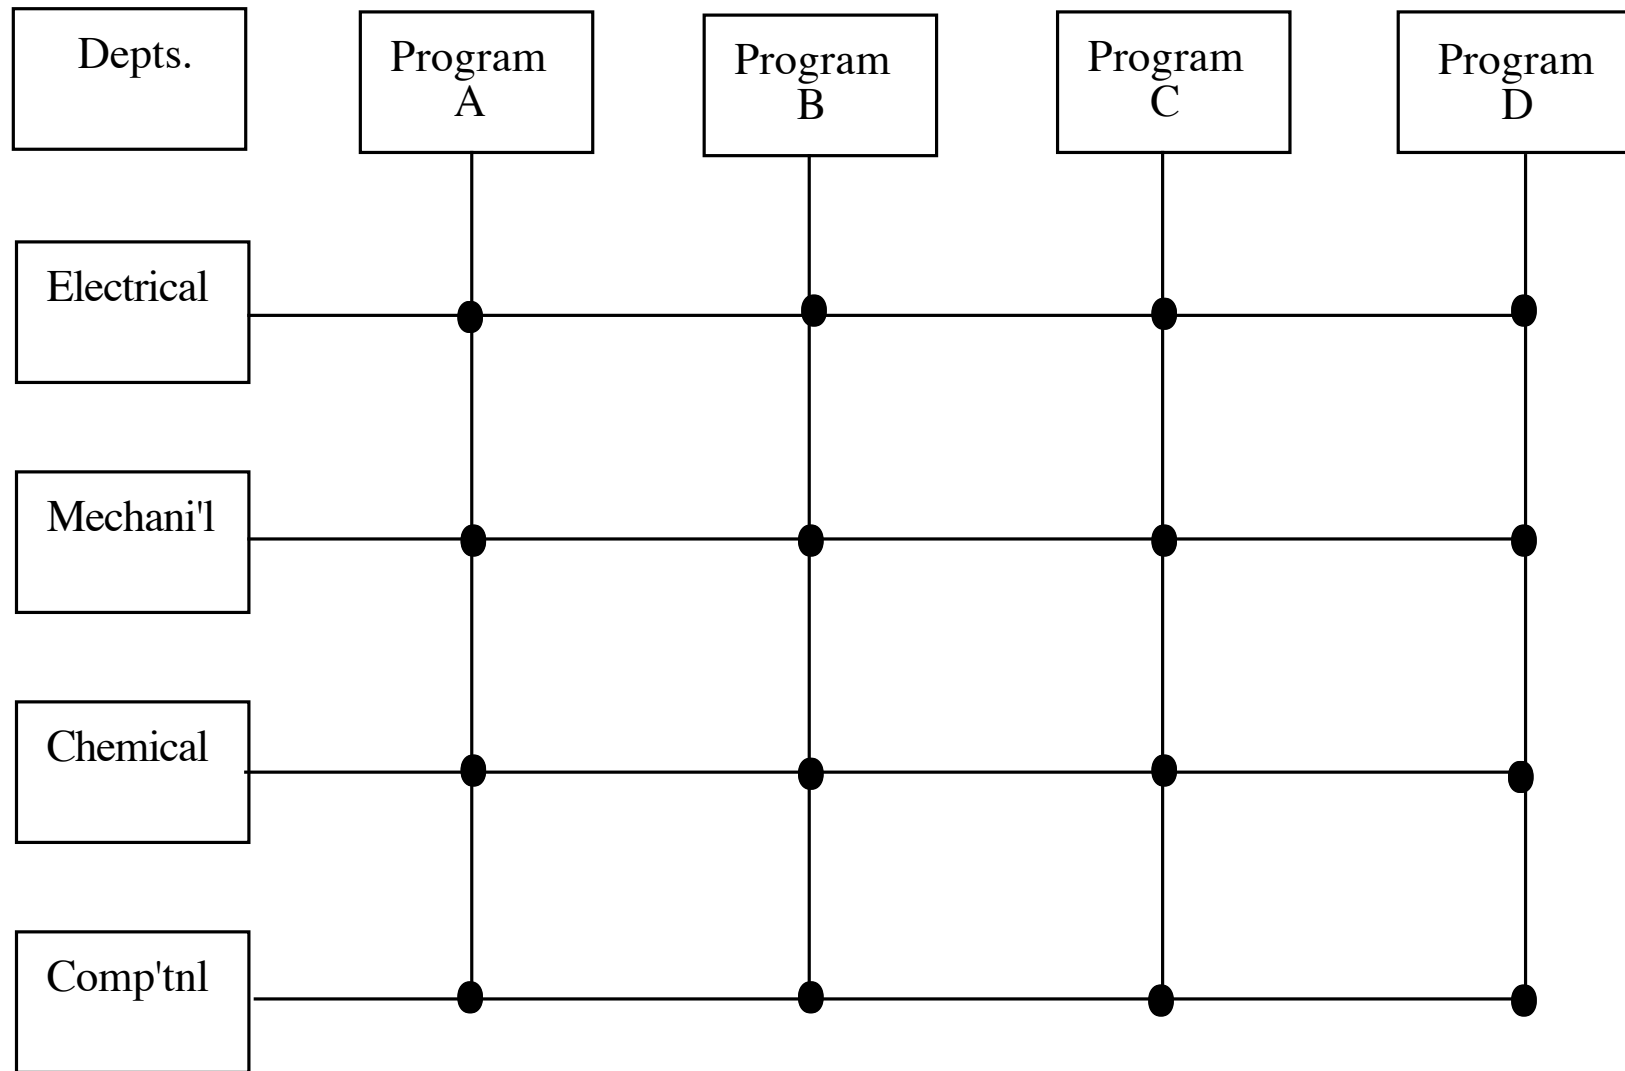 Depts.
Program
A
Program
B
Program
C
Program
D
Electrical
Mechani'l
Chemical
Comp'tnl